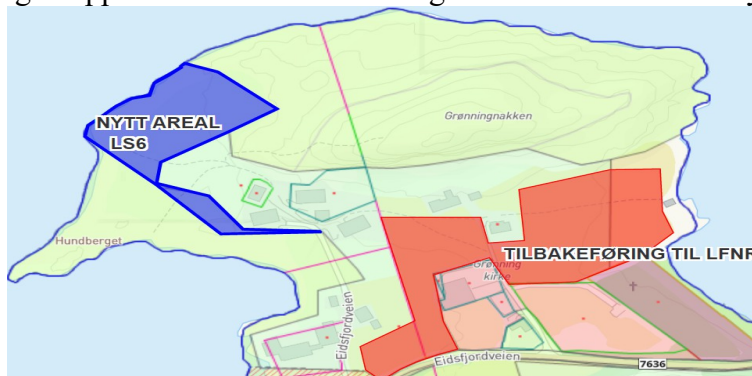 Grønningnakken
NYTT AREAL
LS6
Hundberget
TILBAKEFØRING TIL LFNR
Grønning
kirke
Eidsfjordveien
Eidsfjordveien
7636